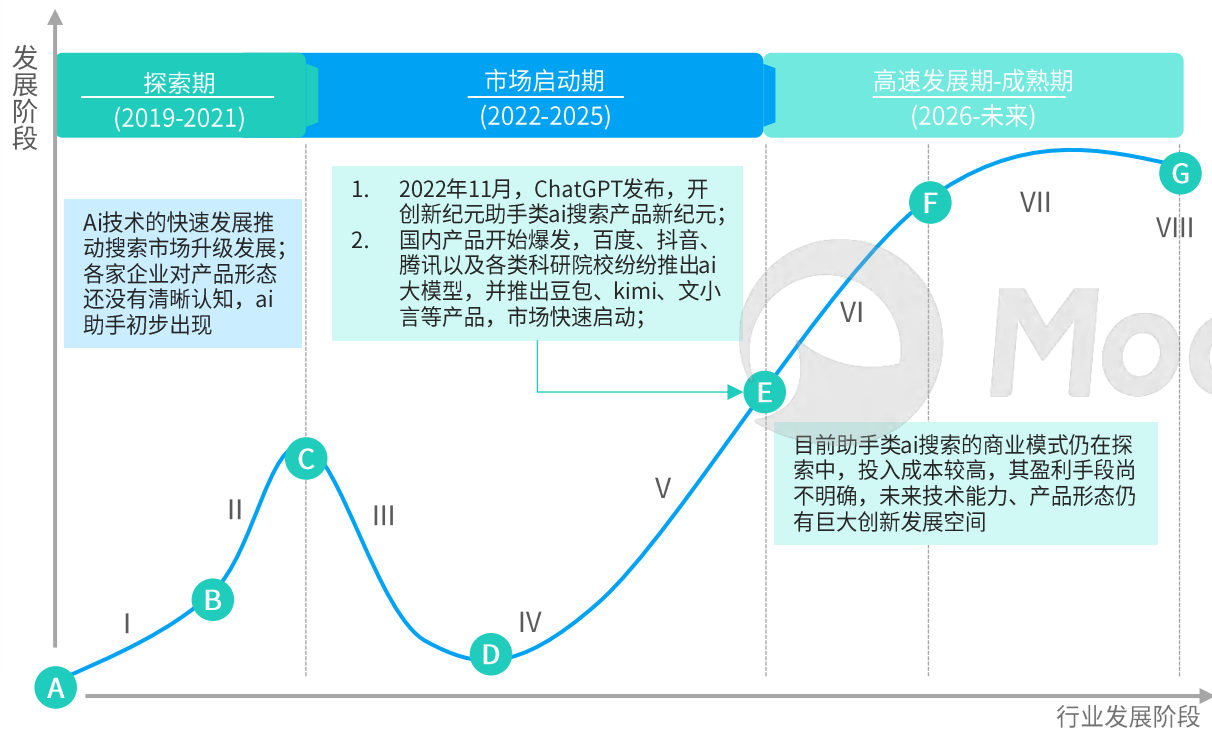 发展阶段
探索期
(2019-2021)
市场启动期
(2022-2025)
高速发展期-成熟期
(2026-未来)
Ai技术的快速发展推
动搜索市场升级发展；
各家企业对产品形态
还没有清晰认知，ai
助手初步出现
1. 2022年11月，ChatGPT发布，开
创新纪元助手类ai搜索产品新纪元；
2. 国内产品开始爆发，百度、抖音、
腾讯以及各类科研院校纷纷推出ai
大模型，并推出豆包、kimi、文小
言等产品，市场快速启动；
目前助手类ai搜索的商业模式仍在探
索中，投入成本较高，其盈利手段尚
不明确，未来技术能力、产品形态仍
有巨大创新发展空间
A
I
B
II
C
III
D
IV
V
E
VI
F
VII
G
VIII
行业发展阶段